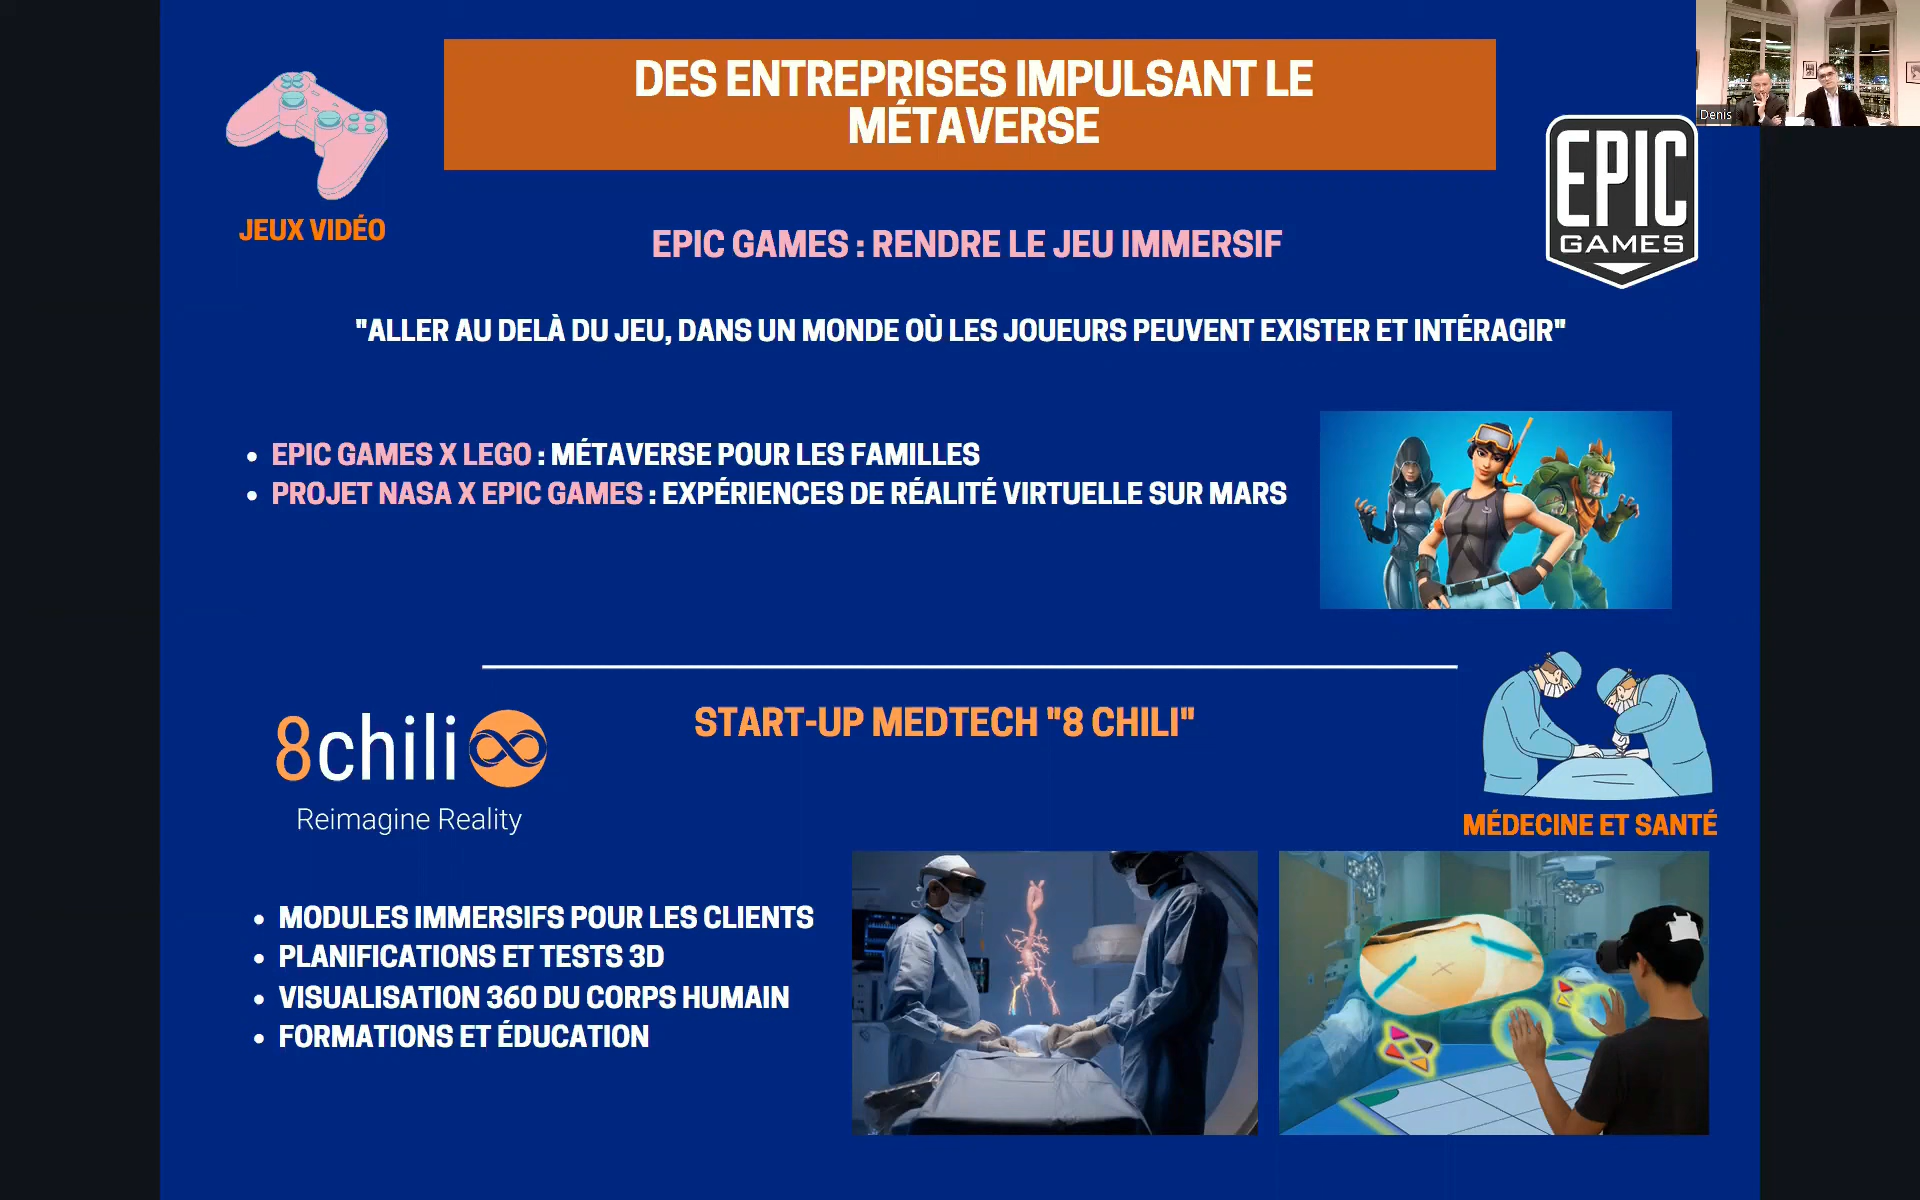 DES ENTREPRISES IMPULSANT LE
MÉTAVERSE
Denis
EPIC
GAMES
JEUX VIDÉO
EPIC GAMES : RENDRE LE JEU IMMERSIF
"ALLER AU DELÀ DU JEU, DANS UN MONDE OÙ LES JOUEURS PEUVENT EXISTER ET INTÉRAGIR"
• EPIC GAMES X LEGO : MÉTAVERSE POUR LES FAMILLES
• PROJET NASA X EPIC GAMES : EXPÉRIENCES DE RÉALITÉ VIRTUELLE SUR MARS
8chili
Reimagine Reality
START-UP MEDTECH "8 CHILI"
MÉDECINE ET SANTÉ
• MODULES IMMERSIFS POUR LES CLIENTS
• PLANIFICATIONS ET TESTS 3D
• VISUALISATION 360 DU CORPS HUMAIN
• FORMATIONS ET ÉDUCATION